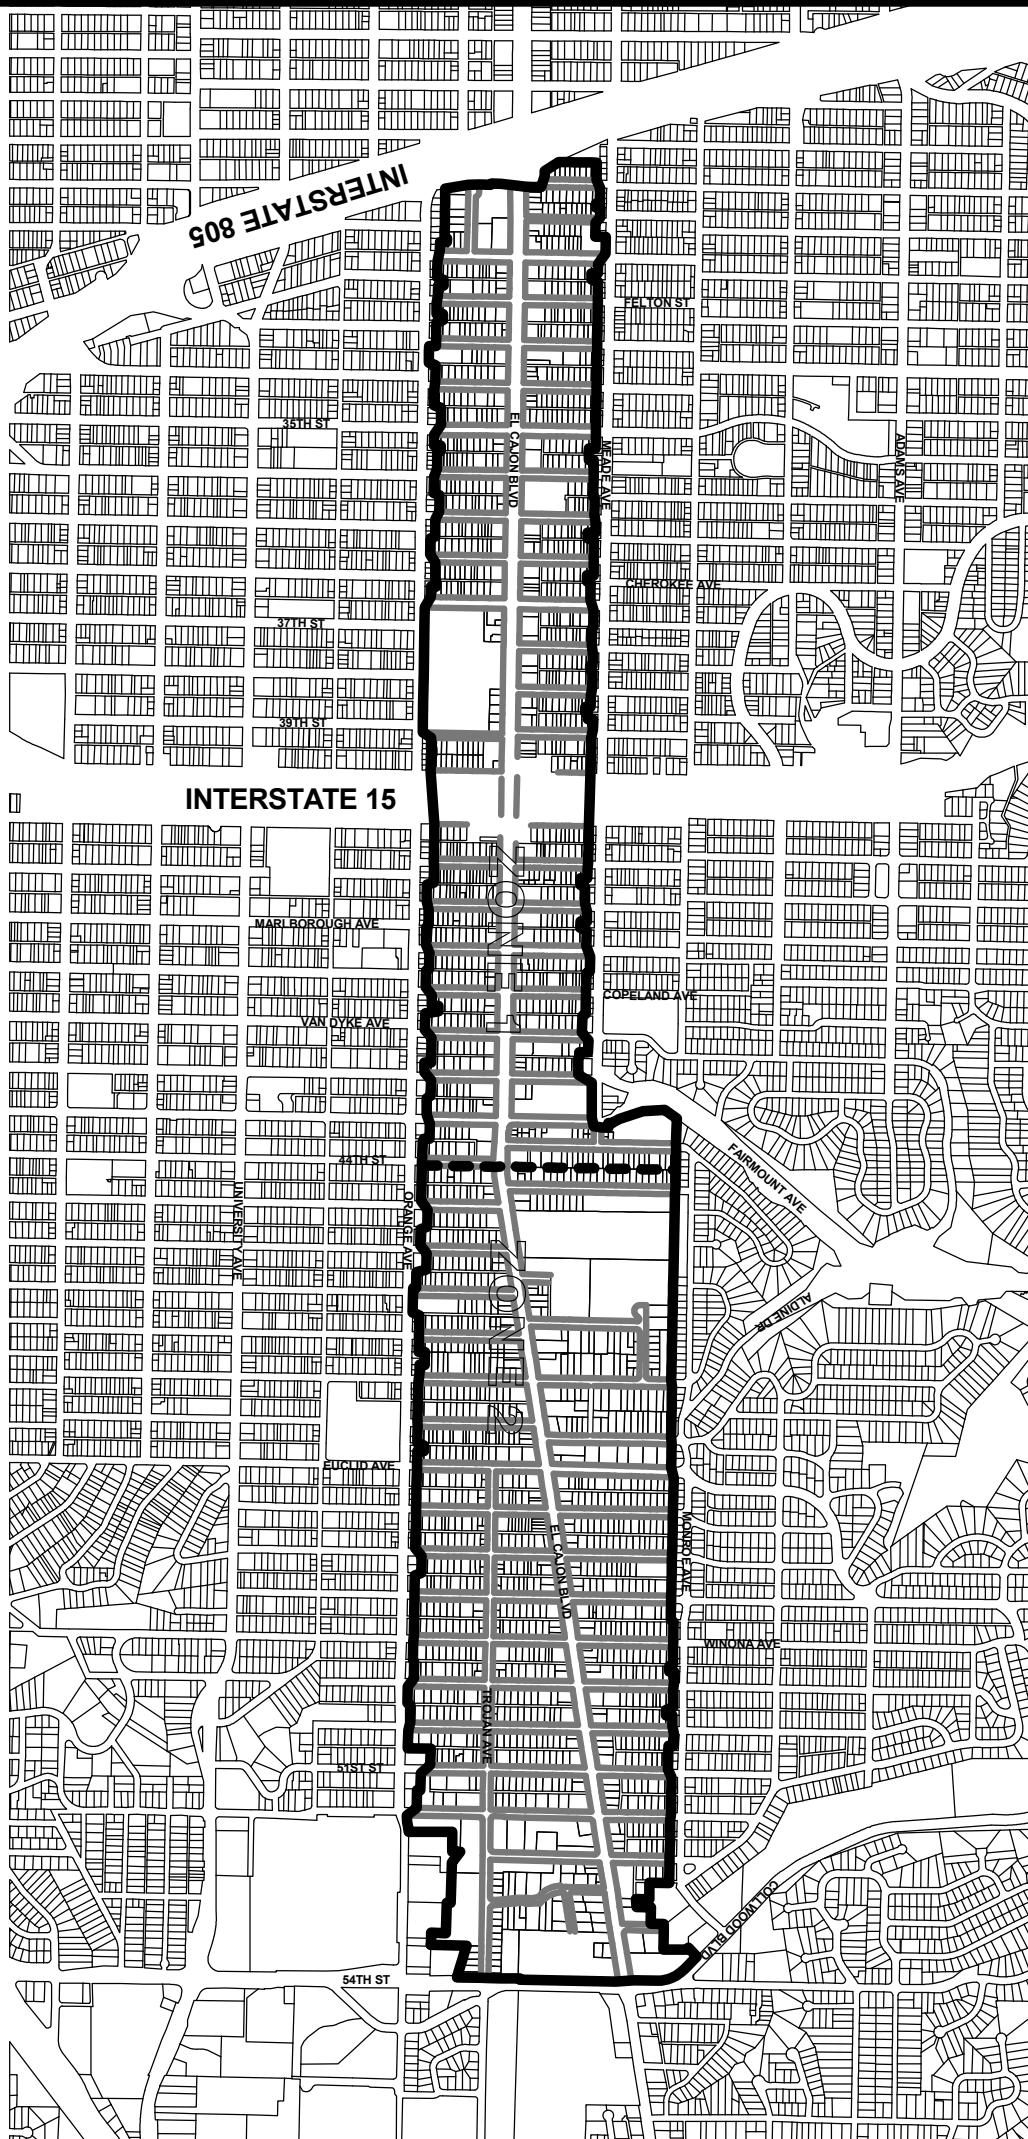 INTERSTATE 805
FELTON ST
35TH ST
EL CAJON BLVD
MEADE AVE
ADAMS AVE
CHEROKEE AVE
37TH ST
39TH ST
INTERSTATE 15
ZONE 1
MARLBOROUGH AVE
COPELAND AVE
VAN DYKE AVE
44TH ST
FAIRMOUNT AVE
UNIVERSITY AVE
ORANGE AVE
ZONE 2
ALDINE DR
EUCLID AVE
EL CAJON BLVD
MONROE AVE
WINONA AVE
TROJAN AVE
51ST ST
COLLWOOD BLVD
54TH ST